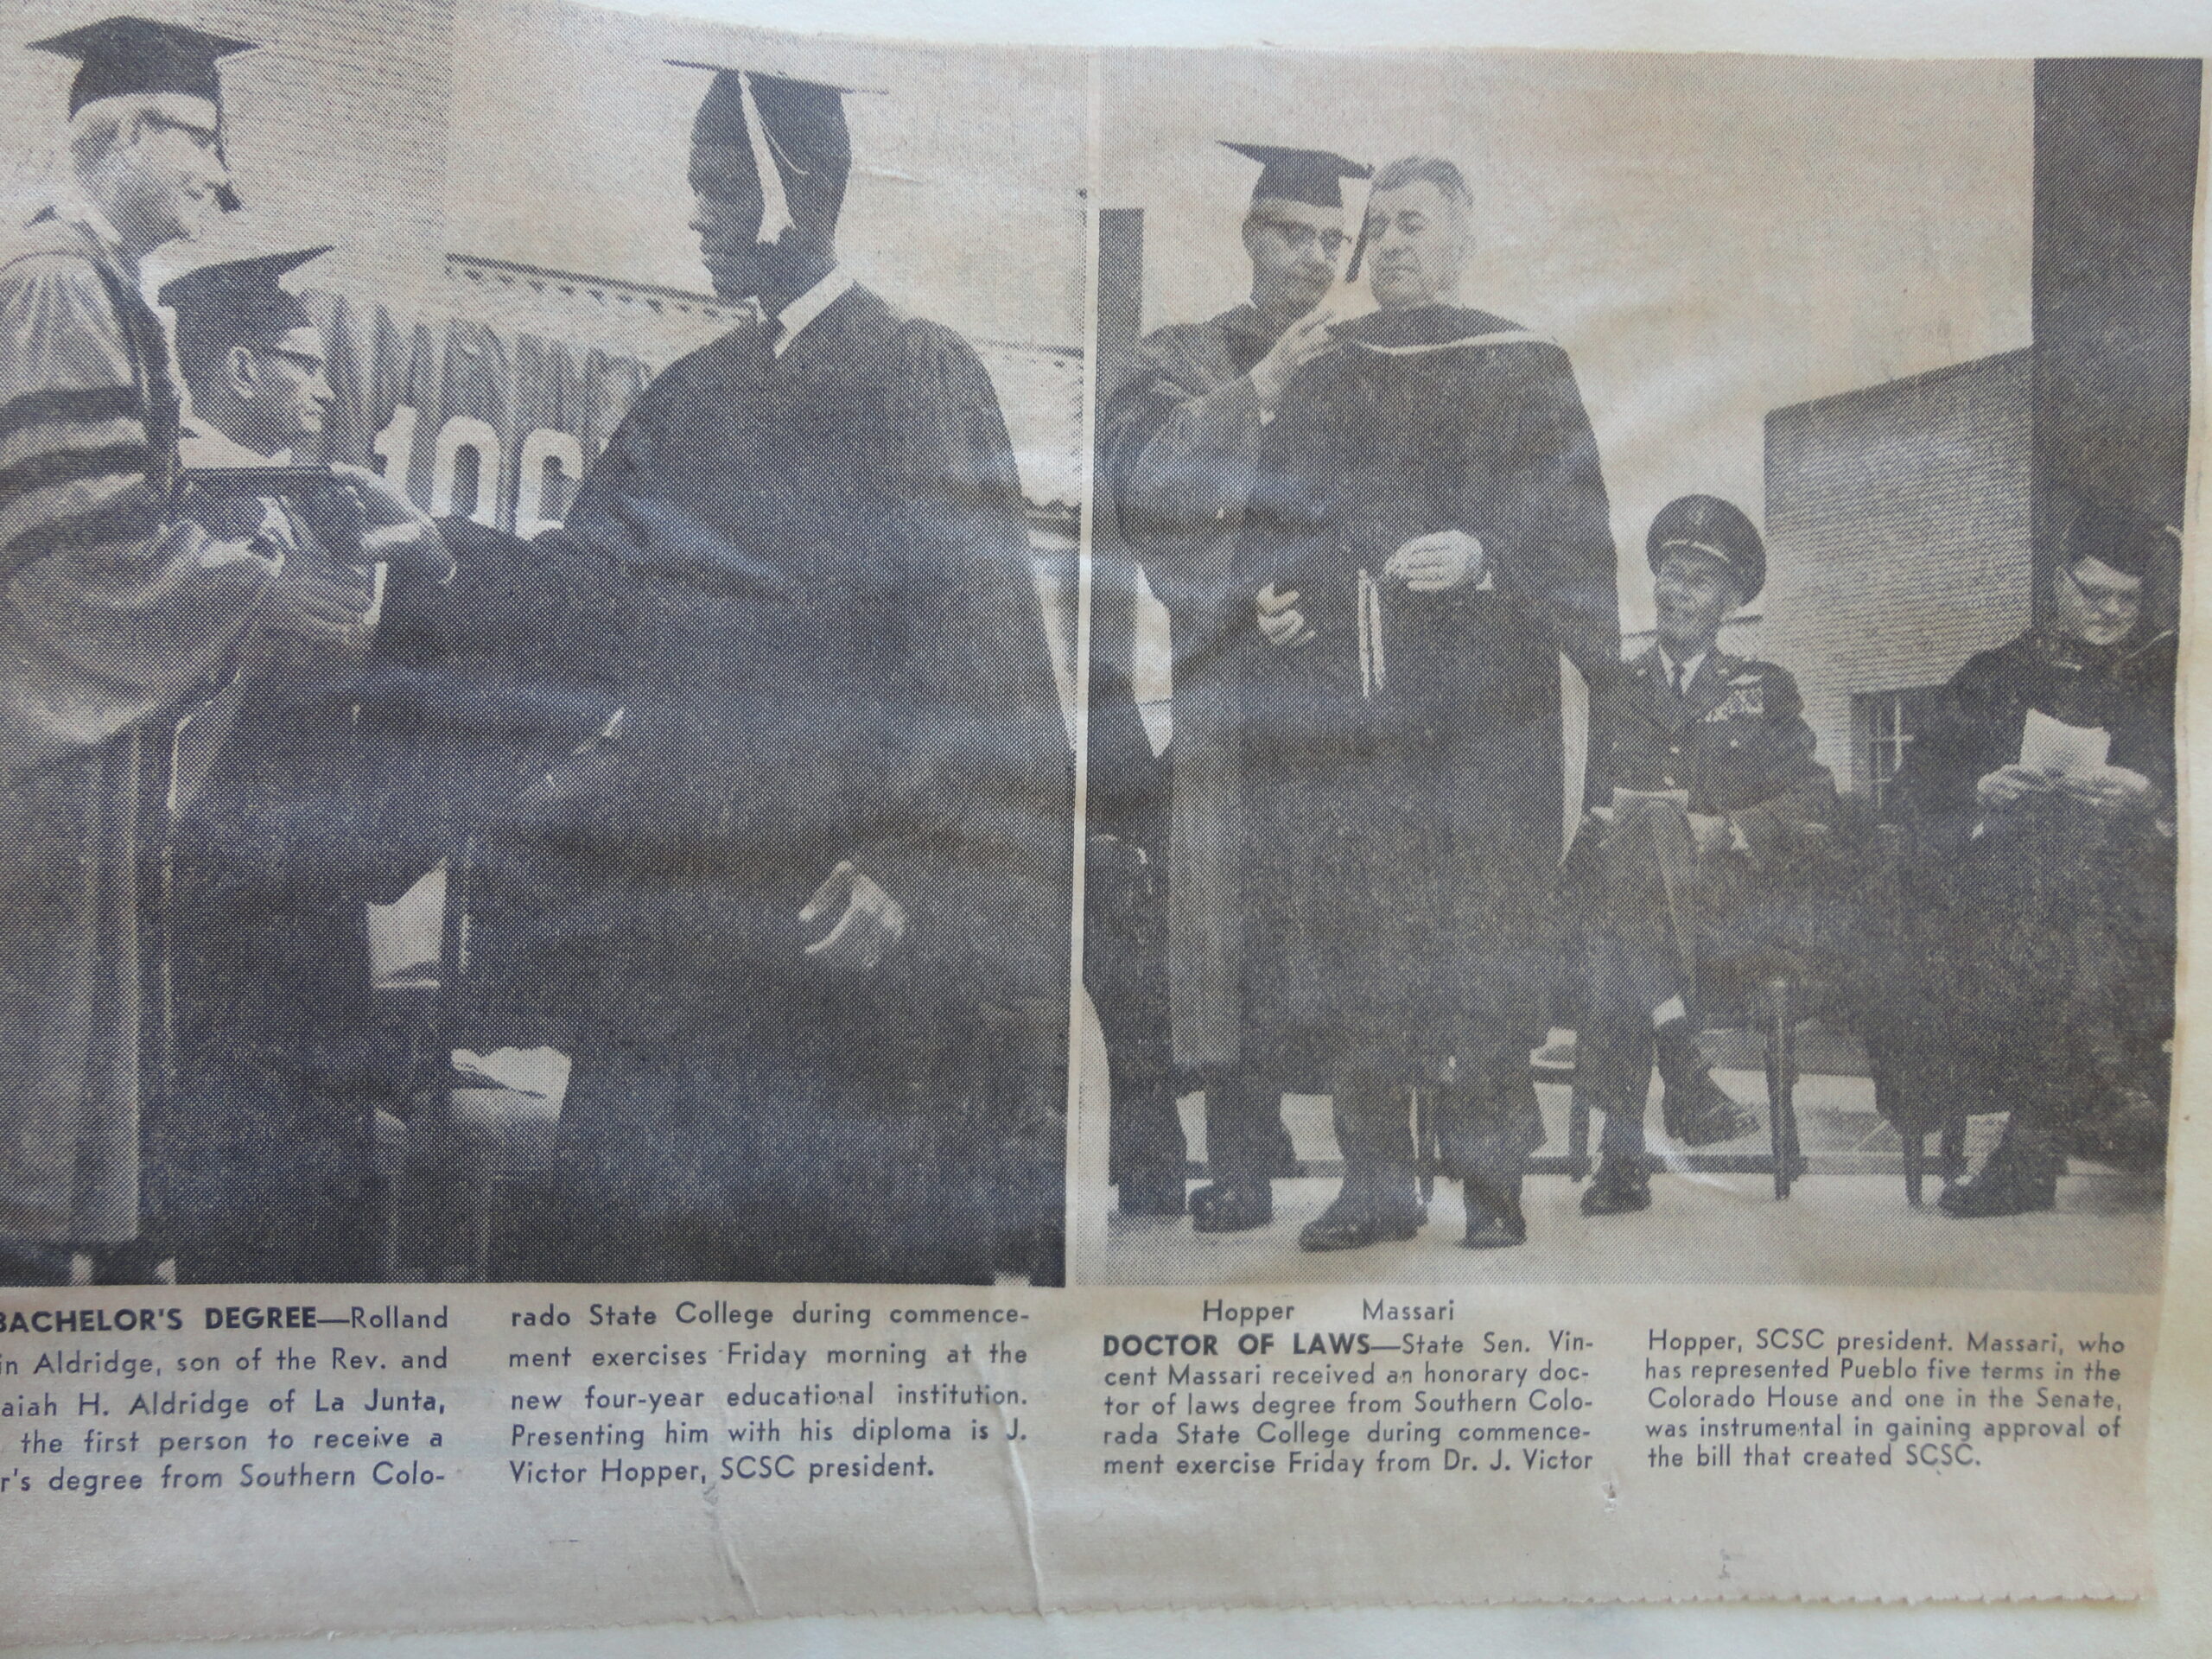 100
BACHELOR'S DEGREE—Rolland
in Aldridge, son of the Rev. and
aiah H. Aldridge of La Junta,
the first person to receive a
r's degree from Southern Colo-
rado State College during commence-
ment exercises Friday morning at the
new four-year educational institution.
Presenting him with his diploma is J.
Victor Hopper, SCSC president.
Hopper Massari
DOCTOR OF LAWS—State Sen. Vin-
cent Massari received an honorary doc-
tor of laws degree from Southern Colo-
rada State College during commence-
ment exercise Friday from Dr. J. Victor
Hopper, SCSC president. Massari, who
has represented Pueblo five terms in the
Colorado House and one in the Senate,
was instrumental in gaining approval of
the bill that created SCSC.